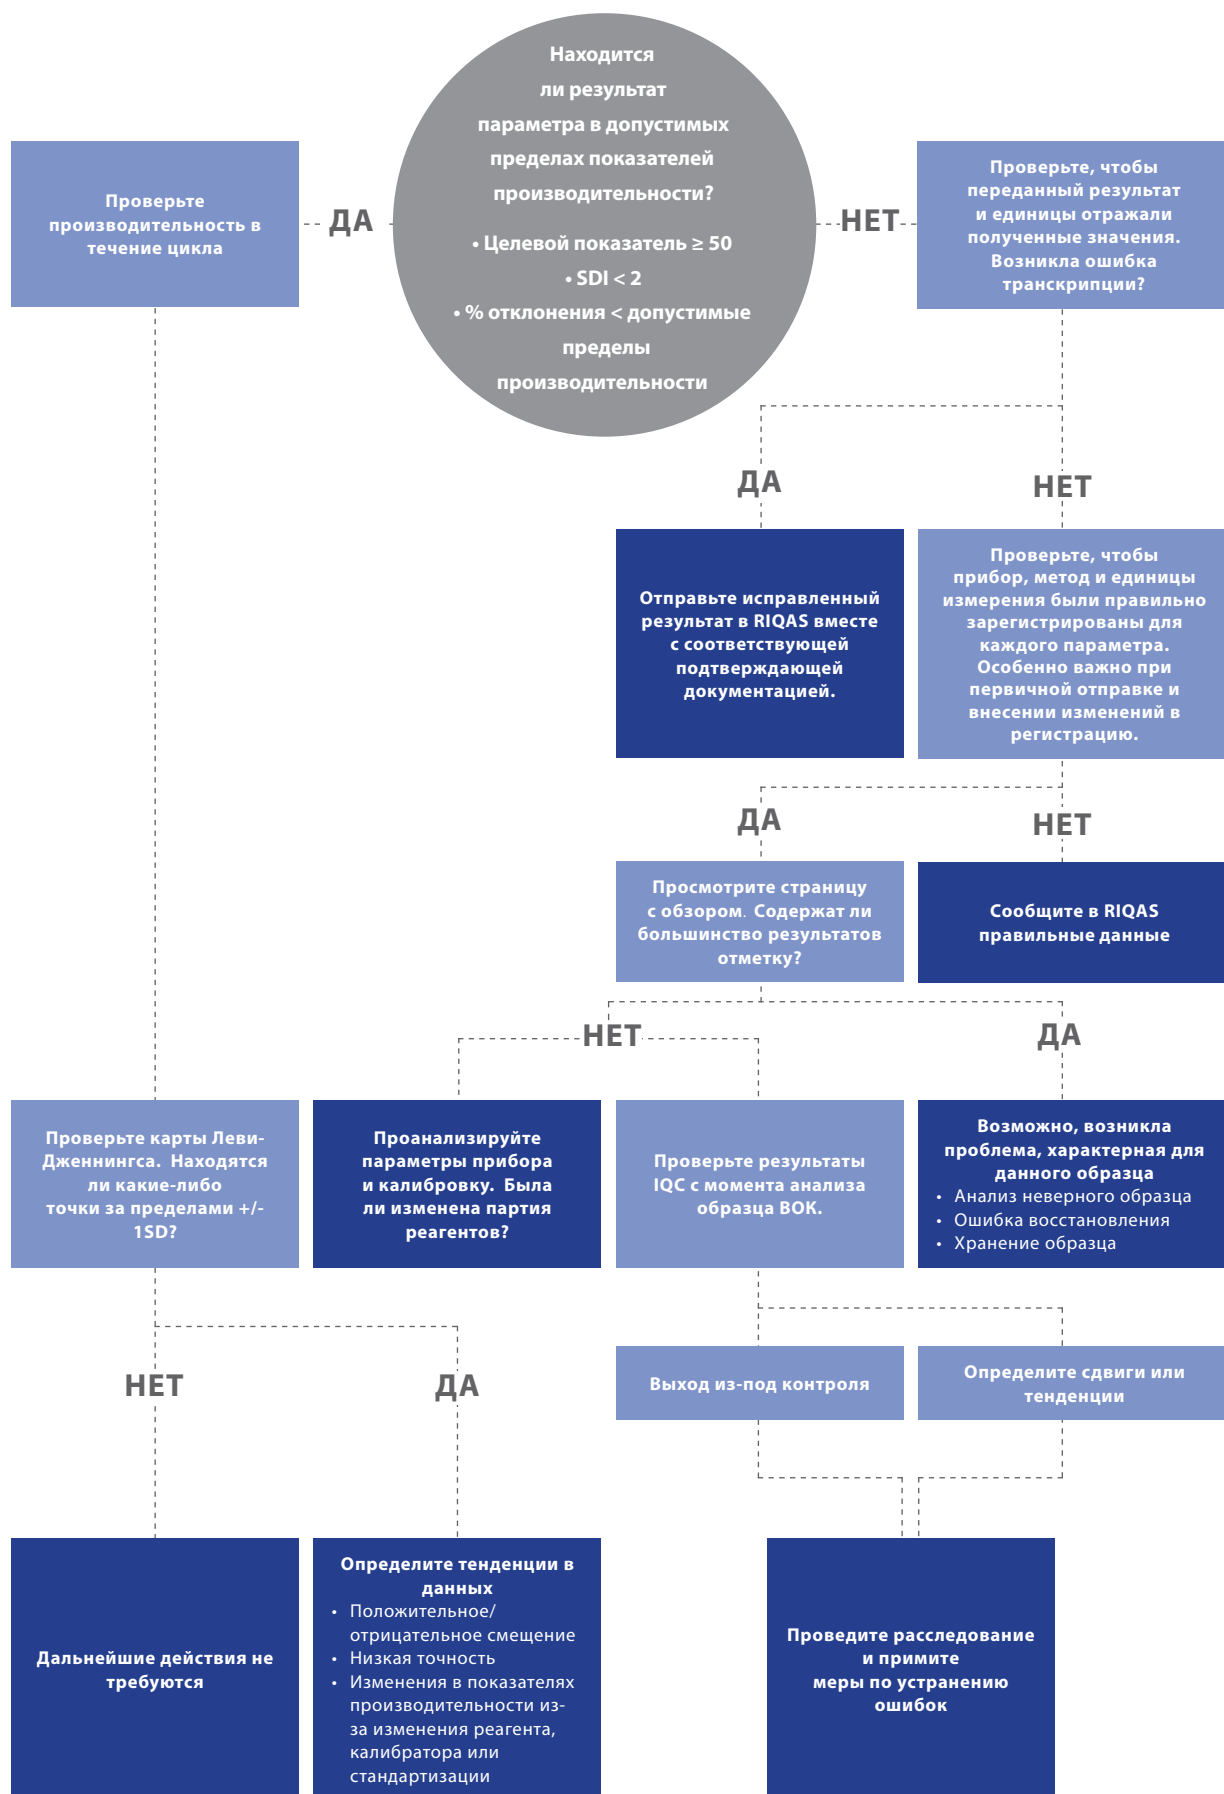 Находится
ли результат
параметра в допустимых
пределах показателей
производительности?
• Целевой показатель ≥ 50
• SDI < 2
• % отклонения < допустимые
пределы
производительности
Проверьте
производительность в
течение цикла
ДА
НЕТ
Проверьте, чтобы
переданный результат
и единицы отражали
полученные значения.
Возникла ошибка
транскрипции?
ДА
НЕТ
Отправьте исправленный
результат в RIQAS вместе
с соответствующей
подтверждающей
документацией.
Проверьте, чтобы
прибор, метод и единицы
измерения были правильно
зарегистрированы для
каждого параметра.
Особенно важно при
первичной отправке и
внесении изменений в
регистрацию.
ДА
НЕТ
Просмотрите страницу
с обзором. Содержат ли
большинство результатов
отметку?
Сообщите в RIQAS
правильные данные
НЕТ
ДА
Проверьте карты Леви-
Дженнингса. Находятся
ли какие-либо
точки за пределами +/-
1SD?
Проанализируйте
параметры прибора
и калибровку. Была
ли изменена партия
реагентов?
Проверьте результаты
IQC с момента анализа
образца ВОК.
Возможно, возникла
проблема, характерная для
данного образца
• Анализ неверного образца
• Ошибка восстановления
• Хранение образца
НЕТ
ДА
Выход из-под контроля
Определите сдвиги или
тенденции
Дальнейшие действия не
требуются
Определите тенденции в
данных
• Положительное/
отрицательное смещение
• Низкая точность
• Изменения в показателях
производительности из-
за изменения реагента,
калибратора или
стандартизации
Проведите расследование
и примите
меры по устранению
ошибок